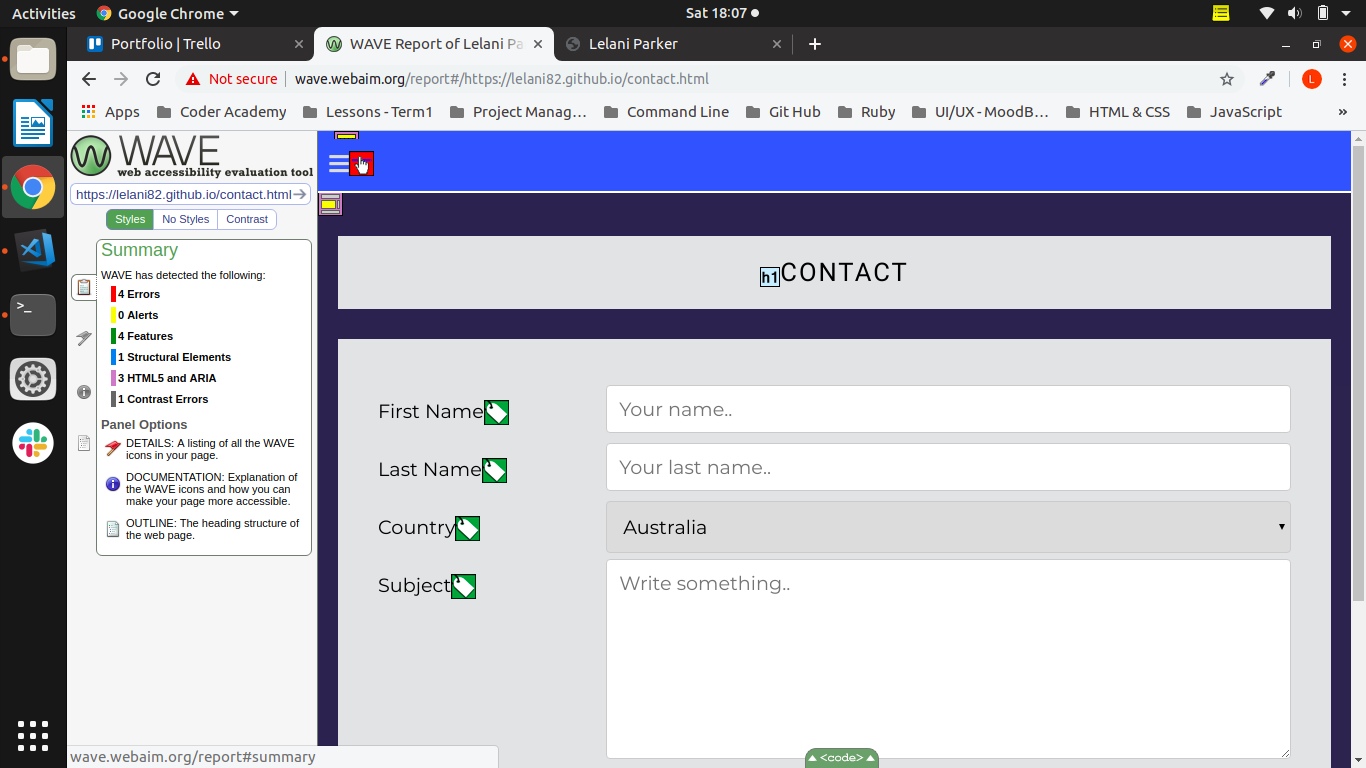 Activities Google Chrome Sat 18:07
Portfolio | Trello WAVE Report of Lelani Pa Lelani Parker
Not secure wave.webaim.org/report#/https://lelani82.github.io/contact.html L
Apps Coder Academy Lessons - Term1 Project Manag… Command Line Git Hub Ruby UI/UX - MoodB… HTML & CSS JavaScript »
WAVE
web accessibility evaluation tool
https://lelani82.github.io/contact.html
Styles No Styles Contrast
Summary
WAVE has detected the following:
4 Errors
0 Alerts
4 Features
1 Structural Elements
3 HTML5 and ARIA
1 Contrast Errors
Panel Options
DETAILS: A listing of all the WAVE
icons in your page.
DOCUMENTATION: Explanation of
the WAVE icons and how you can
make your page more accessible.
OUTLINE: The heading structure of
the web page.
h1 CONTACT
First Name Your name..
Last Name Your last name..
Country Australia
Subject Write something..
<code>
wave.webaim.org/report#summary